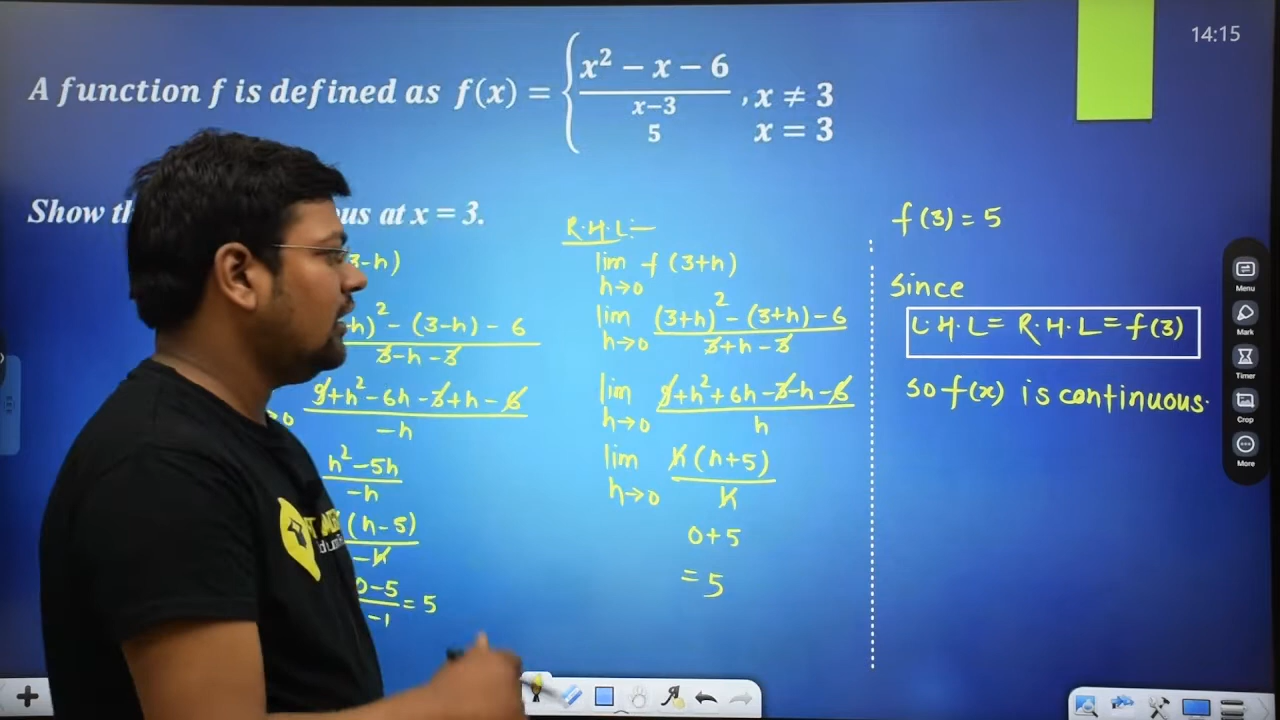 14:15
A function f is defined as f(x) = { x² − x − 6 / x−3 , x ≠ 3
5 x = 3
Show us at x = 3.
3-h)
h)² - (3-h) - 6 / 3-h-3
→0 9+h²-6h-3+h-6 / -h
h²-5h / -h
(h-5) / -h
0-5 / -1 = 5
R.H.L:-
lim h→0 f(3+h)
lim h→0 (3+h)² - (3+h) - 6 / 3+h-3
lim h→0 9+h²+6h-3-h-6 / h
lim h→0 h(h+5) / h
0+5
= 5
f(3) = 5
Since
L.H.L = R.H.L = f(3)
so f(x) is continuous.
Menu
Mark
Timer
Crop
More